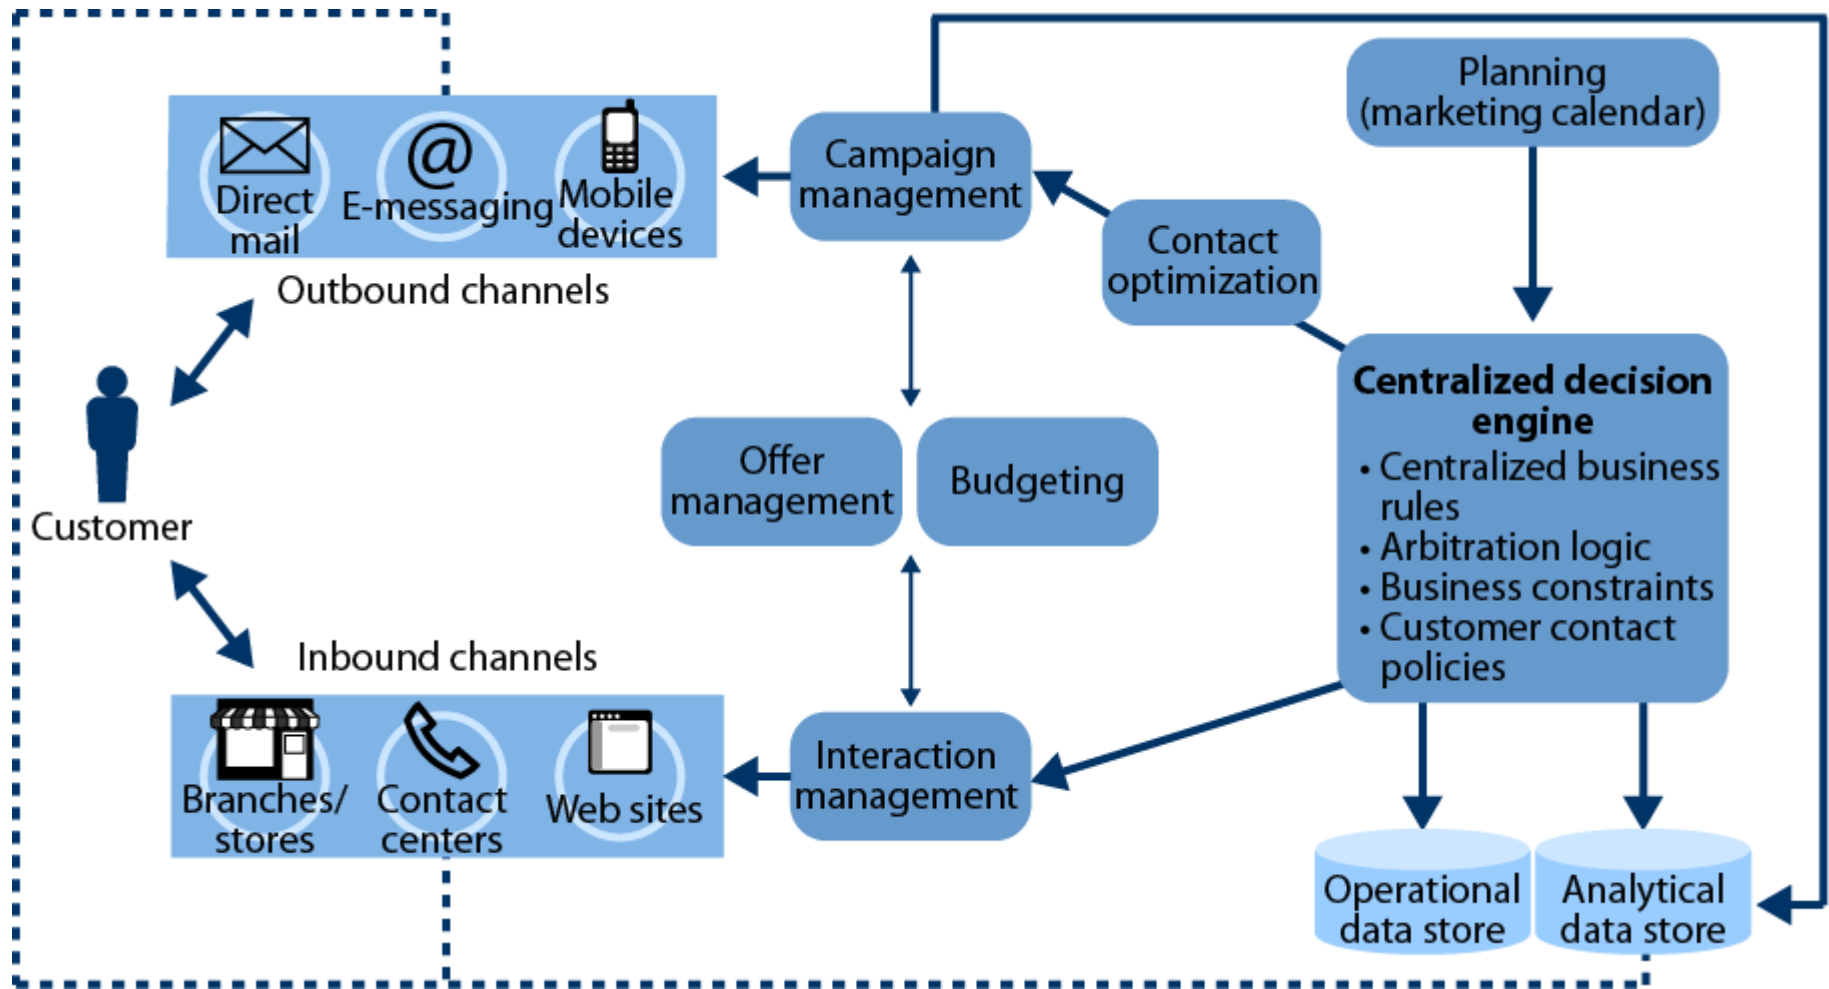 Planning
(marketing calendar)
Campaign
management
Direct
mail
E-messaging
Mobile
devices
Contact
optimization
Outbound channels
Centralized decision
engine
• Centralized business
rules
• Arbitration logic
• Business constraints
• Customer contact
policies
Offer
management
Budgeting
Customer
Inbound channels
Branches/
stores
Contact
centers
Web sites
Interaction
management
Operational
data store
Analytical
data store